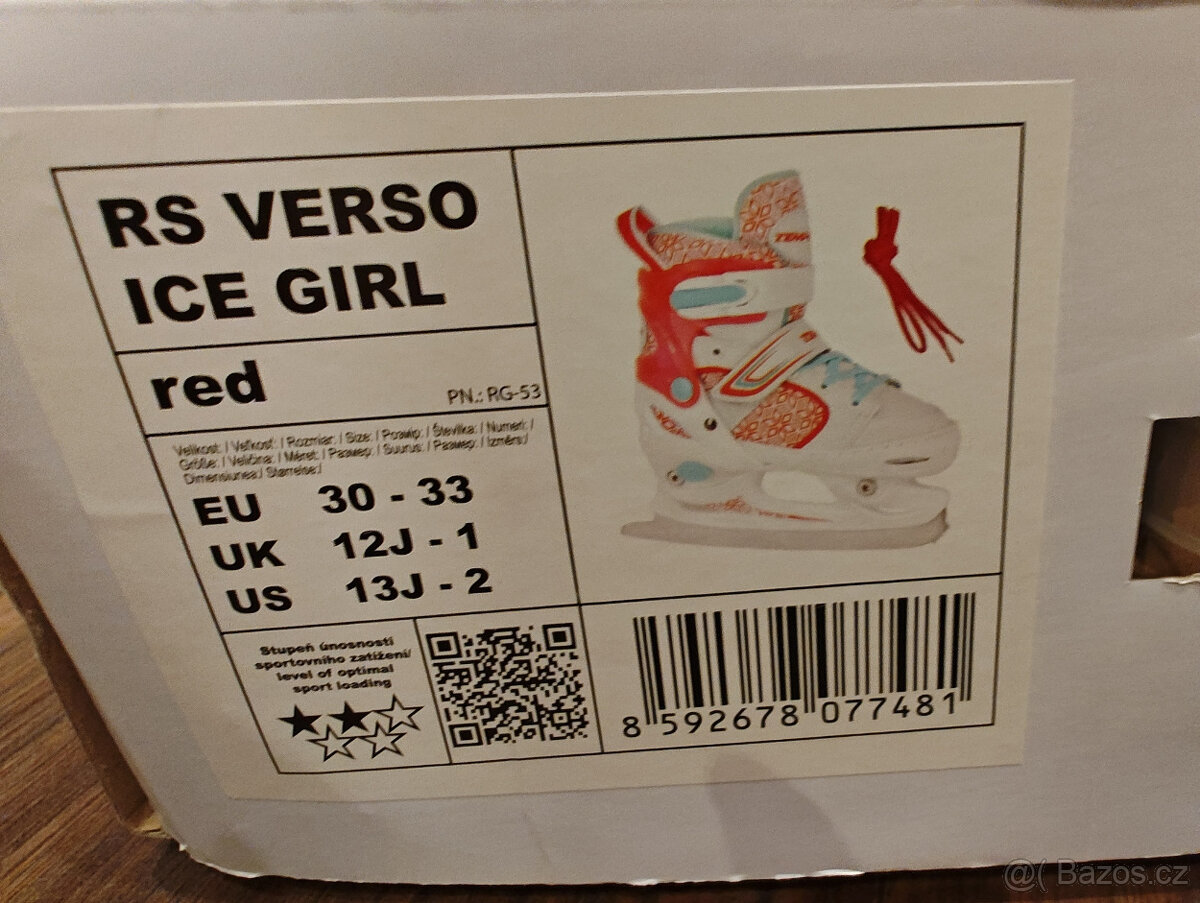 RS VERSO
ICE GIRL
red
PN.: RG-53
Velikost: / Veľkosť: / Rozmiar: / Size: / Розмір: / Številka: / Numeri: /
Größe: / Veličina: / Méret: / Размер: / Suurus: / Размер: / Izmērs:/
Dimensiunea:/ Størrelse:/
EU 30 - 33
UK 12J - 1
US 13J - 2
Stupeň únosnosti
sportovního zatížení/
level of optimal
sport loading
8 592678 077481
@( Bazos.cz